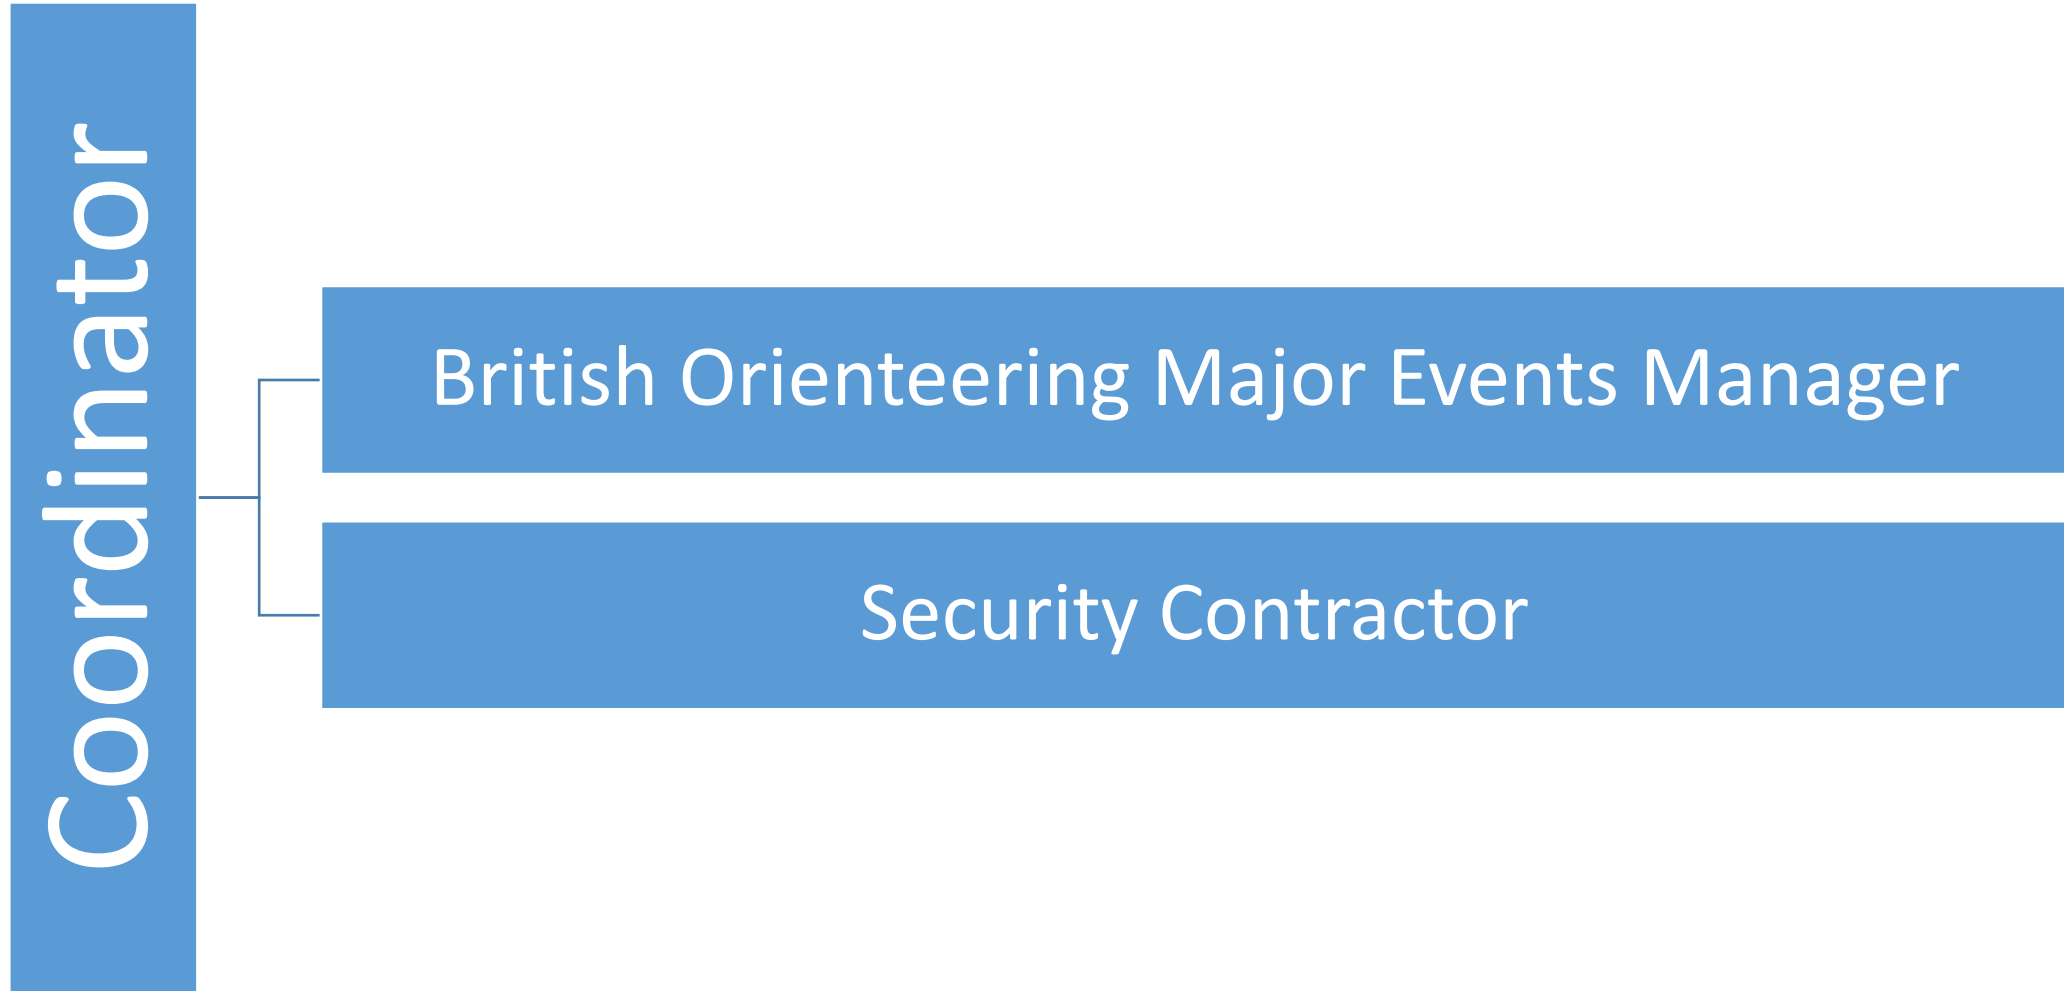 Coordinator
British Orienteering Major Events Manager
Security Contractor